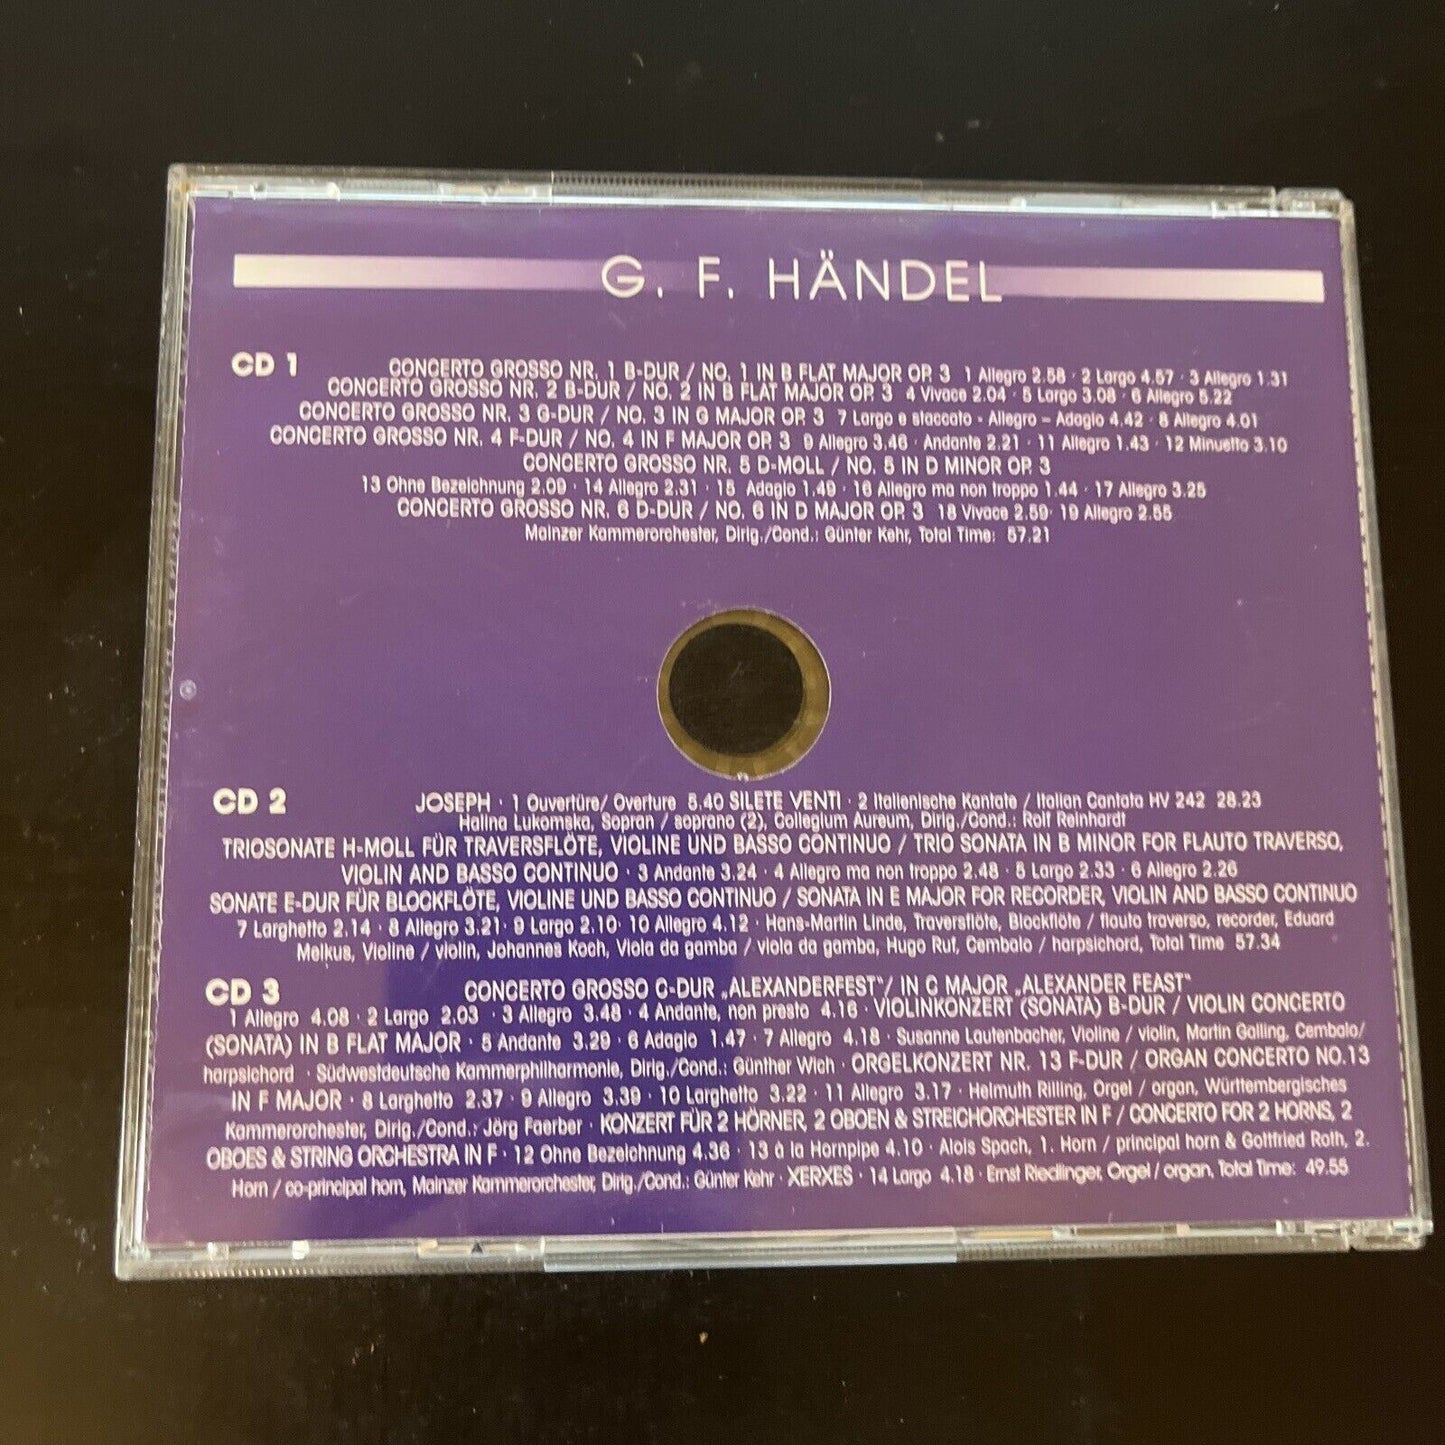 G. F. HÄNDEL
CD 1 CONCERTO GROSSO NR. 1 B-DUR / NO. 1 IN B FLAT MAJOR OP. 3 1 Allegro 2.58 · 2 Largo 4.57 · 3 Allegro 1.31
CONCERTO GROSSO NR. 2 B-DUR / NO. 2 IN B FLAT MAJOR OP. 3 4 Vivace 2.04 · 5 Largo 3.08 · 6 Allegro 5.22
CONCERTO GROSSO NR. 3 G-DUR / NO. 3 IN G MAJOR OP. 3 7 Largo e staccato - Allegro – Adagio 4.42 · 8 Allegro 4.01
CONCERTO GROSSO NR. 4 F-DUR / NO. 4 IN F MAJOR OP. 3 9 Allegro 3.46 · Andante 2.21 · 11 Allegro 1.43 · 12 Minuetto 3.10
CONCERTO GROSSO NR. 5 D-MOLL / NO. 5 IN D MINOR OP. 3
13 Ohne Bezeichnung 2.09 · 14 Allegro 2.31 · 15 Adagio 1.49 · 16 Allegro ma non troppo 1.44 · 17 Allegro 3.25
CONCERTO GROSSO NR. 6 D-DUR / NO. 6 IN D MAJOR OP. 3 18 Vivace 2.59 · 19 Allegro 2.55
Mainzer Kammerorchester, Dirig./Cond.: Günter Kehr, Total Time: 57.21
CD 2 JOSEPH · 1 Ouvertüre/ Overture 5.40 SILETE VENTI · 2 Italienische Kantate / Italian Cantata HV 242 28.23
Halina Lukomska, Sopran / soprano (2), Collegium Aureum, Dirig./Cond.: Rolf Reinhardt
TRIOSONATE H-MOLL FÜR TRAVERSFLÖTE, VIOLINE UND BASSO CONTINUO / TRIO SONATA IN B MINOR FOR FLAUTO TRAVERSO,
VIOLIN AND BASSO CONTINUO · 3 Andante 3.24 · 4 Allegro ma non troppo 2.48 · 5 Largo 2.33 · 6 Allegro 2.26
SONATE E-DUR FÜR BLOCKFLÖTE, VIOLINE UND BASSO CONTINUO / SONATA IN E MAJOR FOR RECORDER, VIOLIN AND BASSO CONTINUO
7 Larghetto 2.14 · 8 Allegro 3.21 · 9 Largo 2.10 · 10 Allegro 4.12 · Hans-Martin Linde, Traversflöte, Blockflöte / flauto traverso, recorder, Eduard
Melkus, Violine / violin, Johannes Koch, Viola da gamba / viola da gamba, Hugo Ruf, Cembalo / harpsichord, Total Time 57.34
CD 3 CONCERTO GROSSO C-DUR „ALEXANDERFEST"/ IN C MAJOR „ALEXANDER FEAST"
1 Allegro 4.08 · 2 Largo 2.03 · 3 Allegro 3.48 · 4 Andante, non presto 4.16 · VIOLINKONZERT (SONATA) B-DUR / VIOLIN CONCERTO
(SONATA) IN B FLAT MAJOR · 5 Andante 3.29 · 6 Adagio 1.47 · 7 Allegro 4.18 · Susanne Lautenbacher, Violine / violin, Martin Galling, Cembalo/
harpsichord · Südwestdeutsche Kammerphilharmonie, Dirig./Cond.: Günther Wich · ORGELKONZERT NR. 13 F-DUR / ORGAN CONCERTO NO.13
IN F MAJOR · 8 Larghetto 2.37 · 9 Allegro 3.39 · 10 Larghetto 3.22 · 11 Allegro 3.17 · Helmuth Rilling, Orgel / organ, Württembergisches
Kammerorchester, Dirig./Cond.: Jörg Faerber · KONZERT FÜR 2 HÖRNER, 2 OBOEN & STREICHORCHESTER IN F / CONCERTO FOR 2 HORNS, 2
OBOES & STRING ORCHESTRA IN F · 12 Ohne Bezeichnung 4.36 · 13 à la Hornpipe 4.10 · Alois Spach, 1. Horn / principal horn & Gottfried Roth, 2.
Horn / co-principal horn, Mainzer Kammerorchester, Dirig./Cond.: Günter Kehr · XERXES · 14 Largo 4.18 · Ernst Riedlinger, Orgel / organ, Total Time: 49.55